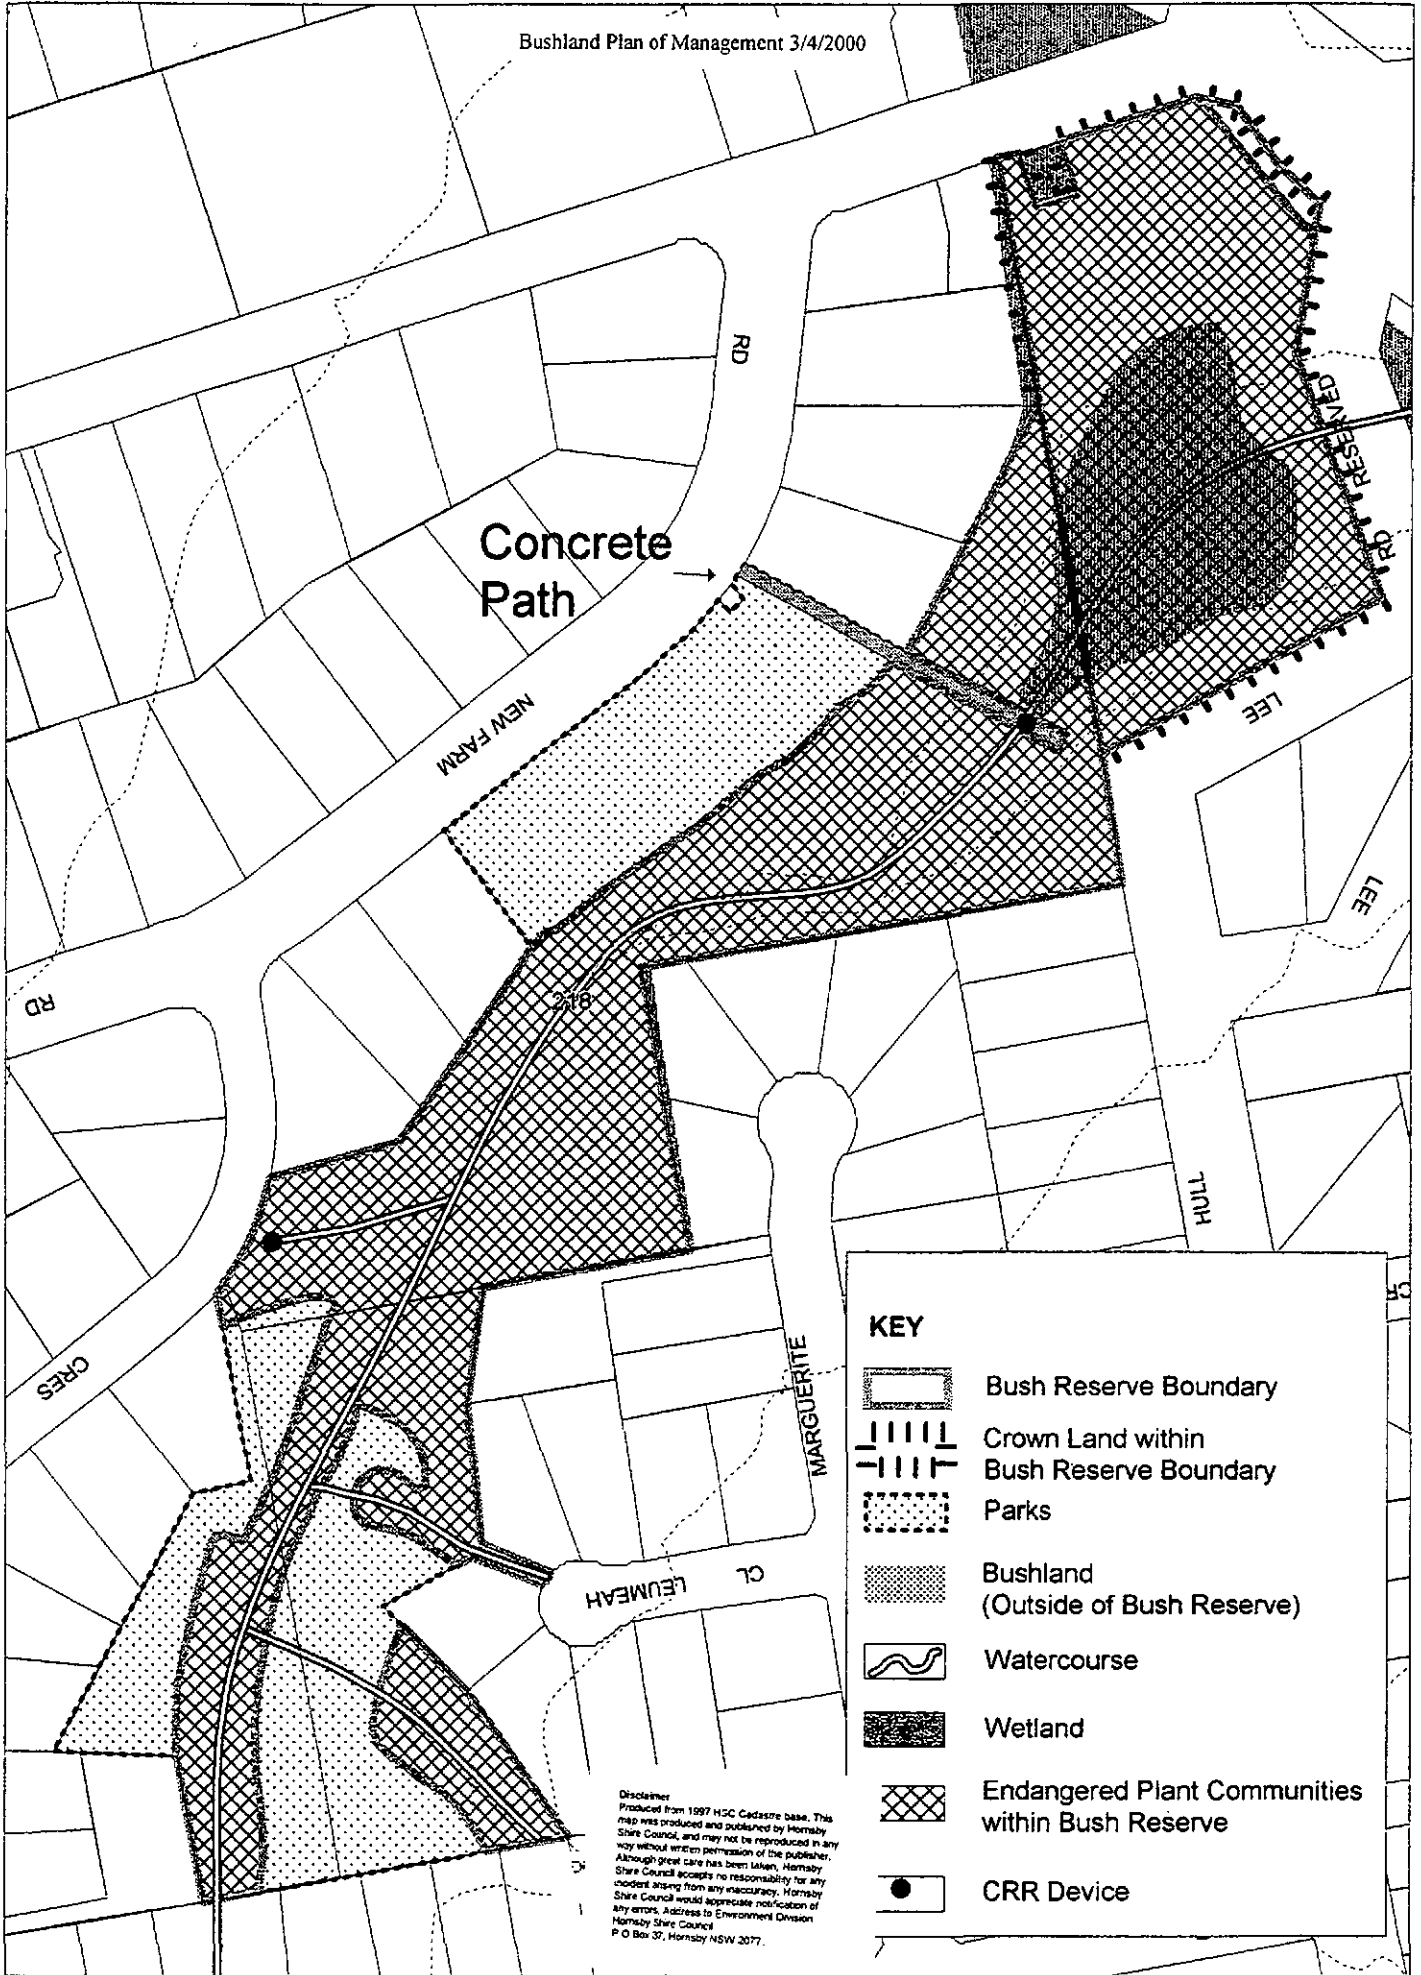 Bushland Plan of Management 3/4/2000
RD
RESERVED
RD
Concrete
Path
NEW FARM
LEE
LEE
RD
218
HULL
CRES
MARGUERITE
LEUMEAH
CL
KEY
Bush Reserve Boundary
Crown Land within
Bush Reserve Boundary
Parks
Bushland
(Outside of Bush Reserve)
Watercourse
Wetland
Endangered Plant Communities
within Bush Reserve
CRR Device
Disclaimer
Produced from 1997 HSC Cadastre base. This
map was produced and published by Hornsby
Shire Council, and may not be reproduced in any
way without written permission of the publisher.
Although great care has been taken, Hornsby
Shire Council accepts no responsibility for any
incident arising from any inaccuracy. Hornsby
Shire Council would appreciate notification of
any errors, Address to Environment Division
Hornsby Shire Council
P O Box 37, Hornsby NSW 2077.